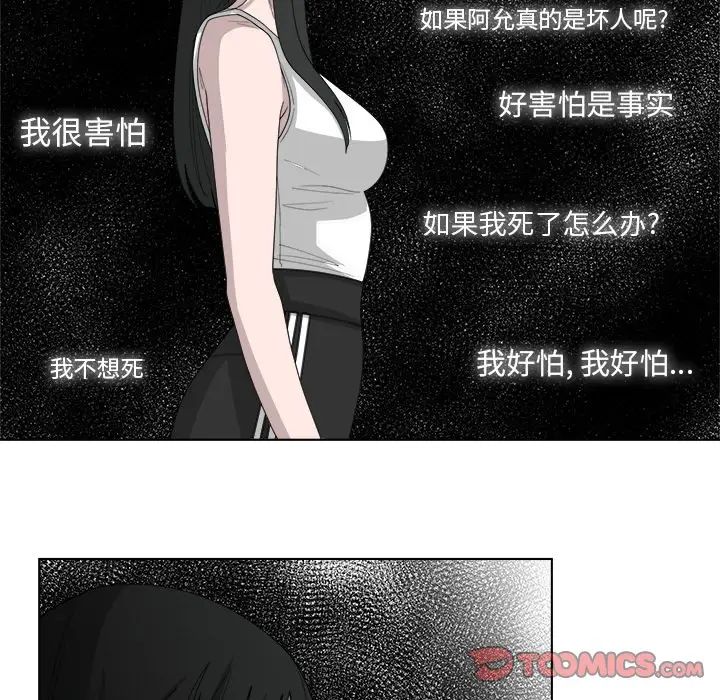 如果阿允真的是坏人呢?
好害怕是事实
我很害怕
如果我死了怎么办?
我不想死
我好怕, 我好怕...
TOOMICS.COM